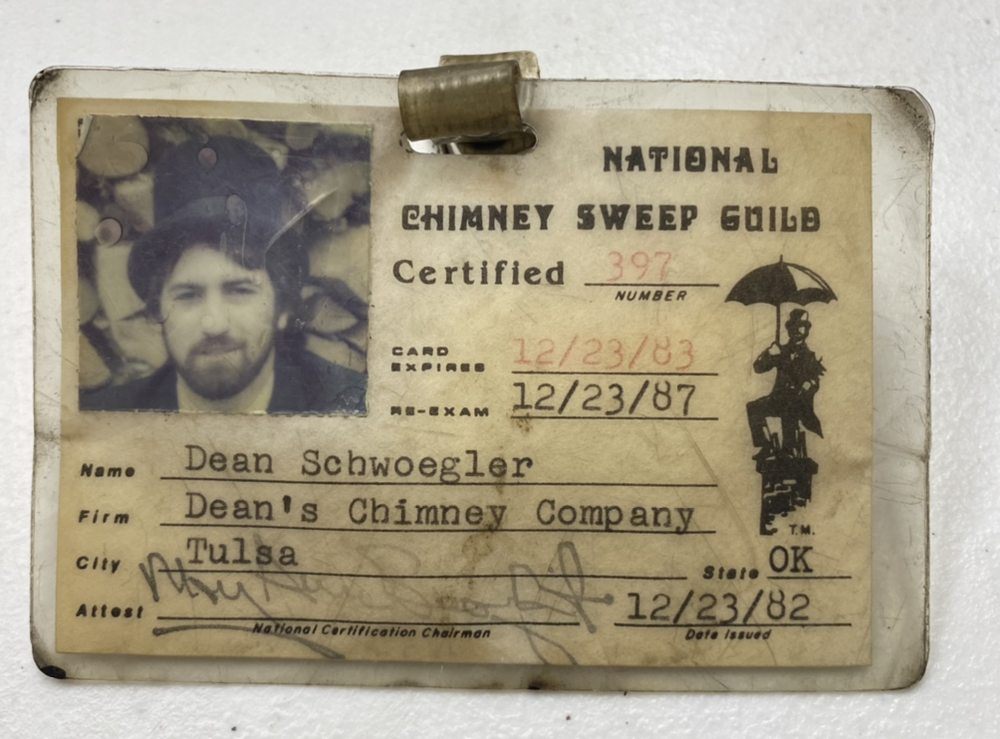 NATIONAL
CHIMNEY SWEEP GUILD
Certified 397
NUMBER
CARD EXPIRES 12/23/83
RE-EXAM 12/23/87
T.M.
Name Dean Schwoegler
Firm Dean's Chimney Company
City Tulsa State OK
Attest 12/23/82
National Certification Chairman Date Issued